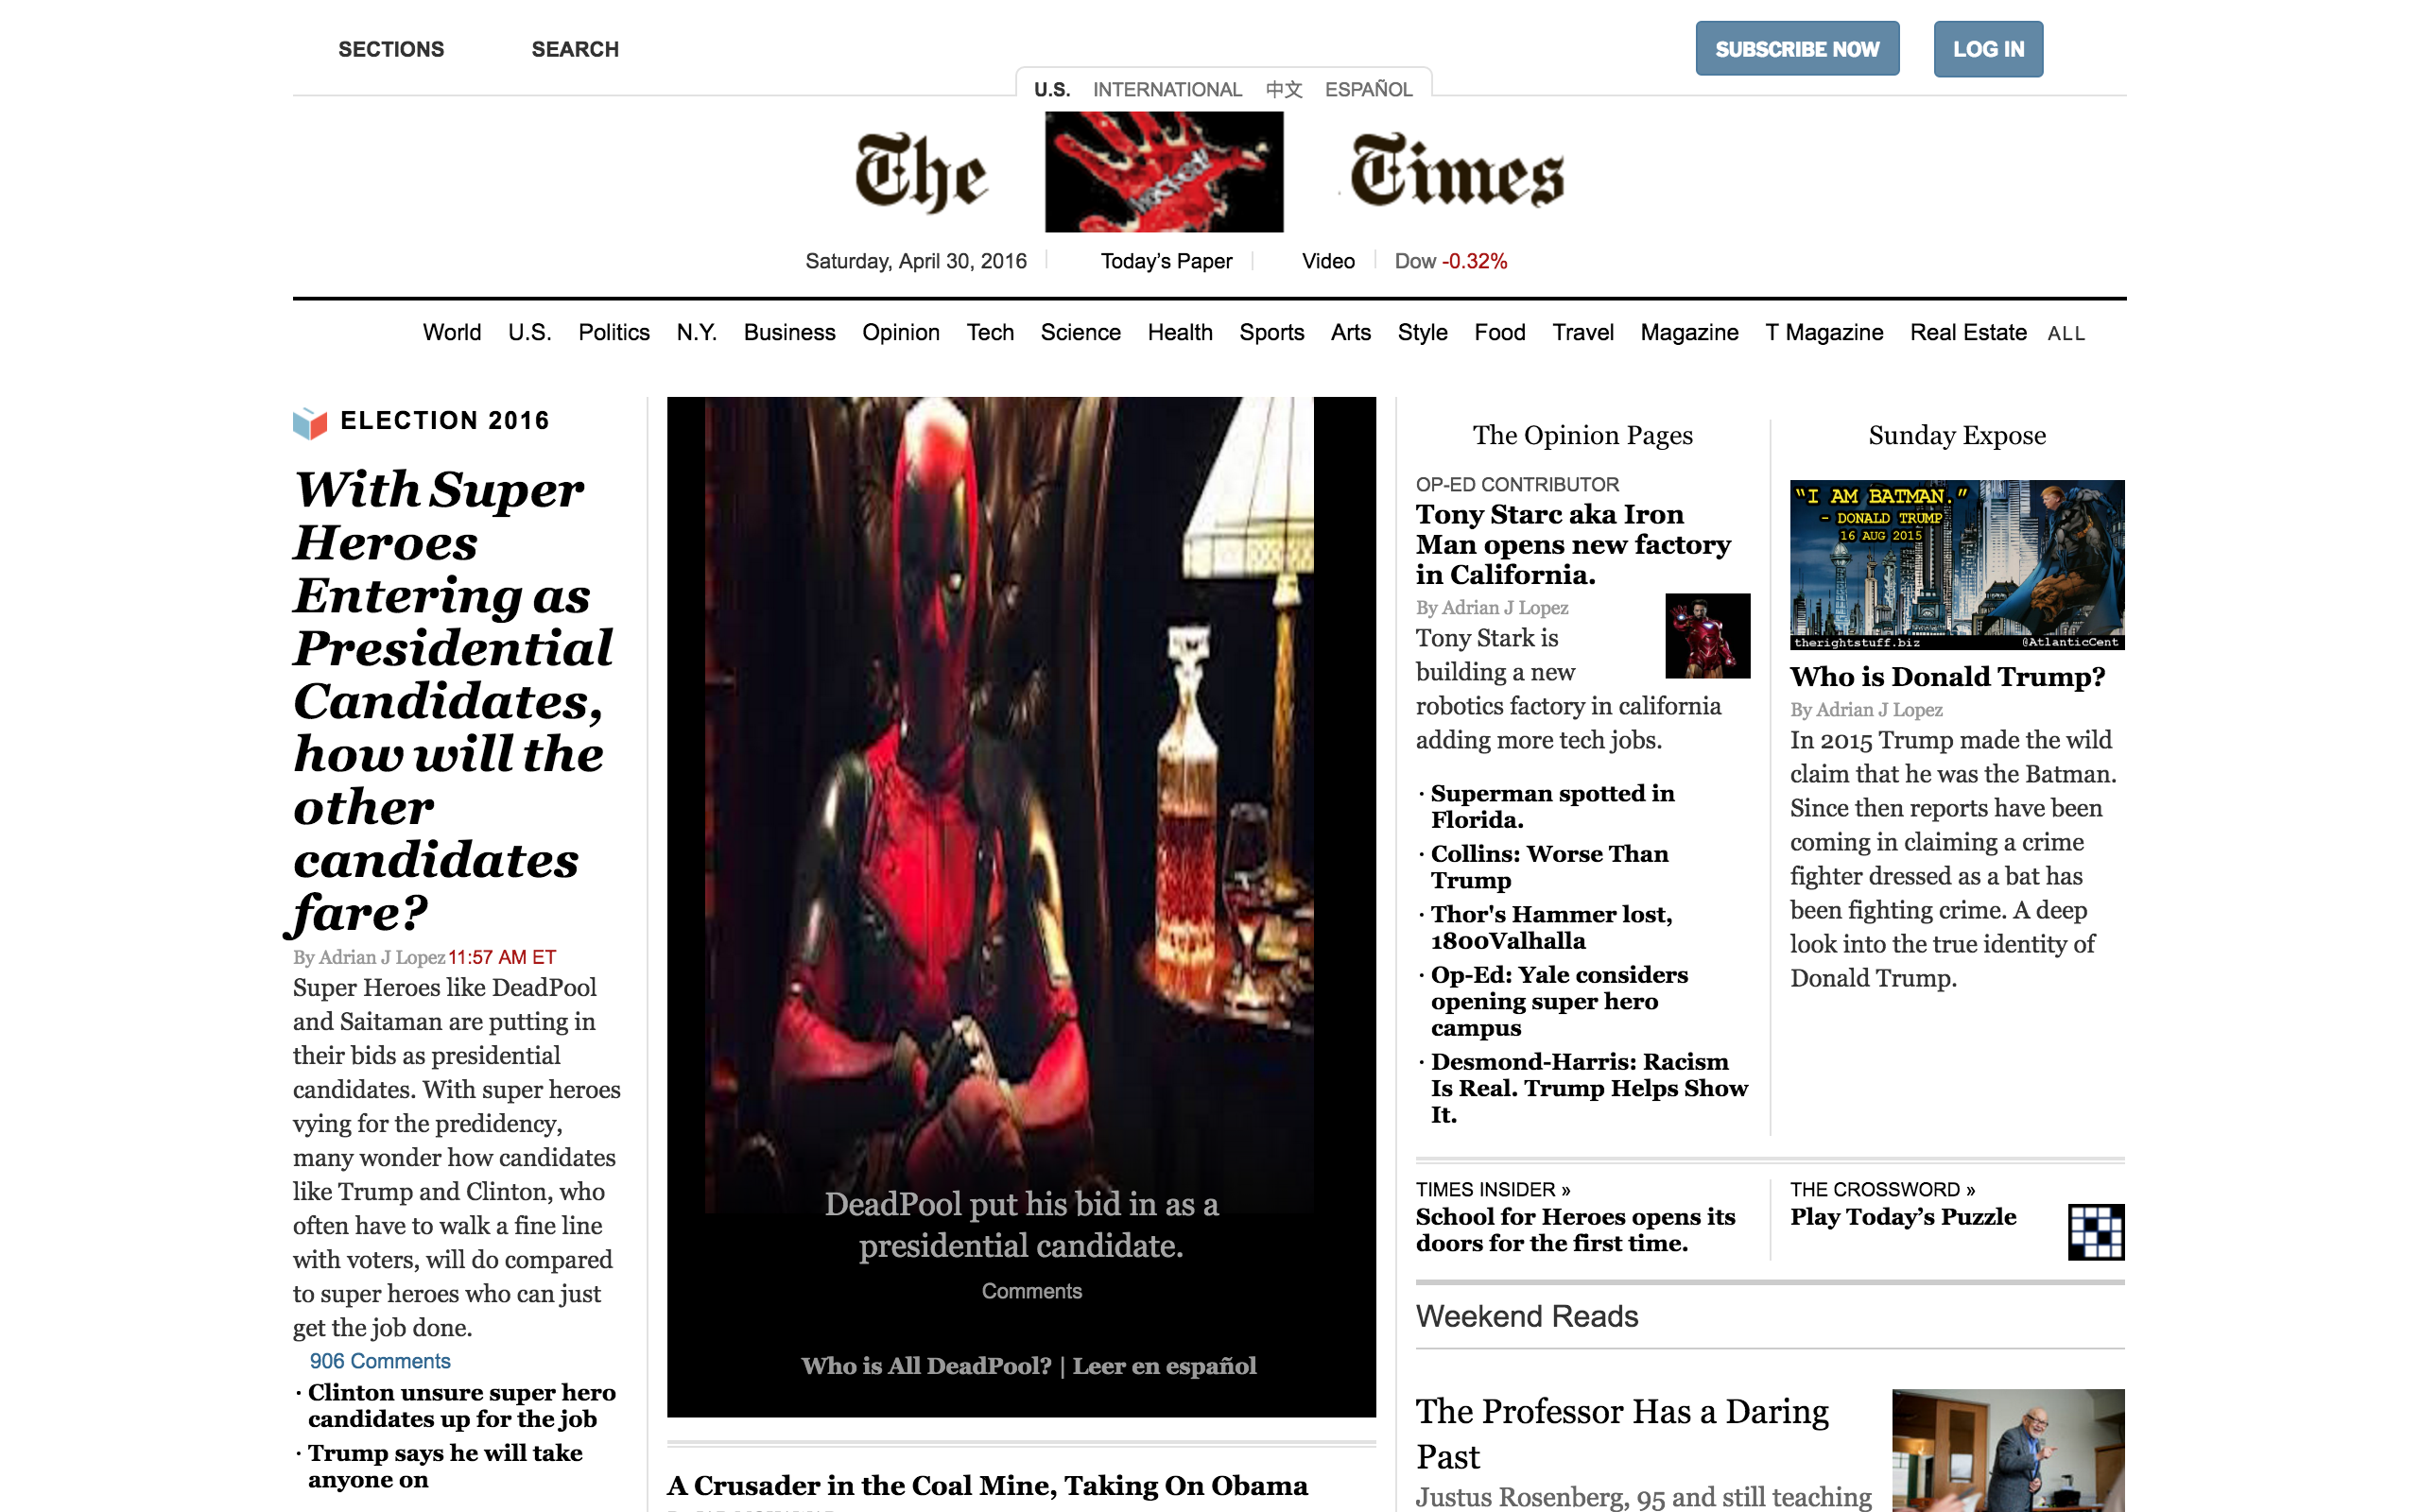 SECTIONS SEARCH
SUBSCRIBE NOW LOG IN
U.S. INTERNATIONAL 中文 ESPAÑOL
The hacked! Times
Saturday, April 30, 2016 Today’s Paper Video Dow -0.32%
World U.S. Politics N.Y. Business Opinion Tech Science Health Sports Arts Style Food Travel Magazine T Magazine Real Estate ALL
ELECTION 2016
With Super
Heroes
Entering as
Presidential
Candidates,
how will the
other
candidates
fare?
By Adrian J Lopez 11:57 AM ET
Super Heroes like DeadPool
and Saitaman are putting in
their bids as presidential
candidates. With super heroes
vying for the predidency,
many wonder how candidates
like Trump and Clinton, who
often have to walk a fine line
with voters, will do compared
to super heroes who can just
get the job done.
906 Comments
· Clinton unsure super hero
candidates up for the job
· Trump says he will take
anyone on
DeadPool put his bid in as a
presidential candidate.
Comments
Who is All DeadPool? | Leer en español
A Crusader in the Coal Mine, Taking On Obama
The Opinion Pages
OP-ED CONTRIBUTOR
Tony Starc aka Iron
Man opens new factory
in California.
By Adrian J Lopez
Tony Stark is
building a new
robotics factory in california
adding more tech jobs.
· Superman spotted in
Florida.
· Collins: Worse Than
Trump
· Thor's Hammer lost,
1800Valhalla
· Op-Ed: Yale considers
opening super hero
campus
· Desmond-Harris: Racism
Is Real. Trump Helps Show
It.
Sunday Expose
“I AM BATMAN.”
- DONALD TRUMP
16 AUG 2015
therightstuff.biz @AtlanticCent
Who is Donald Trump?
By Adrian J Lopez
In 2015 Trump made the wild
claim that he was the Batman.
Since then reports have been
coming in claiming a crime
fighter dressed as a bat has
been fighting crime. A deep
look into the true identity of
Donald Trump.
TIMES INSIDER »
School for Heroes opens its
doors for the first time.
THE CROSSWORD »
Play Today’s Puzzle
Weekend Reads
The Professor Has a Daring
Past
Justus Rosenberg, 95 and still teaching